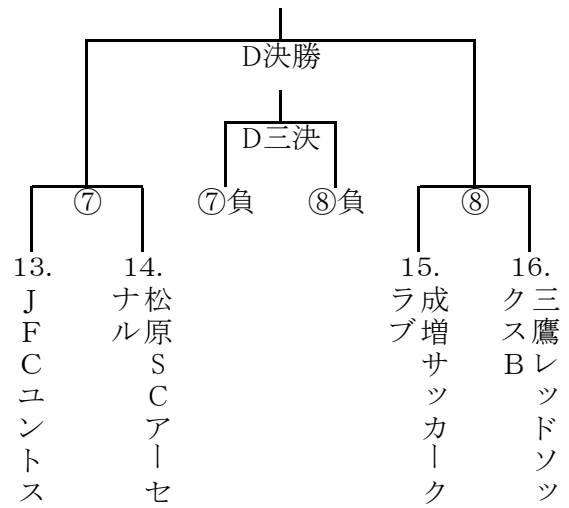 D決勝
D三決
⑦
⑦負
⑧負
⑧
13.
14.
15.
16.
JFCユントス
松原SCアーセ
ナル
成増サッカーク
ラブ
三鷹レッドソッ
クスB